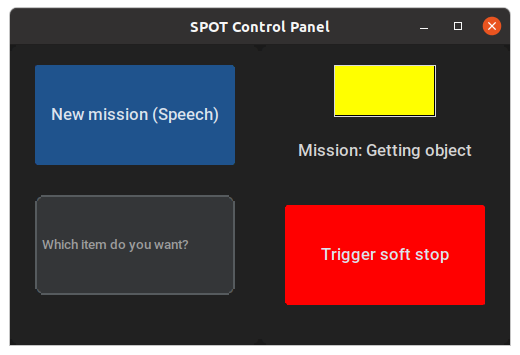 SPOT Control Panel
New mission (Speech)
Mission: Getting object
Which item do you want?
Trigger soft stop